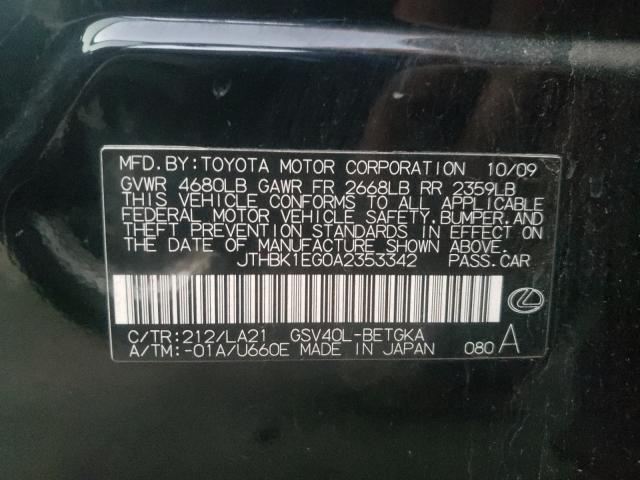 MFD.BY:TOYOTA MOTOR CORPORATION 10/09
GVWR 4680LB GAWR FR 2668LB RR 2359LB
THIS VEHICLE CONFORMS TO ALL APPLICABLE
FEDERAL MOTOR VEHICLE SAFETY,BUMPER,AND
THEFT PREVENTION STANDARDS IN EFFECT ON
THE DATE OF MANUFACTURE SHOWN ABOVE.
JTHBK1EG0A2353342 PASS.CAR
C/TR:212/LA21 GSV40L-BETGKA
A/TM:-01A/U660E MADE IN JAPAN 080 A